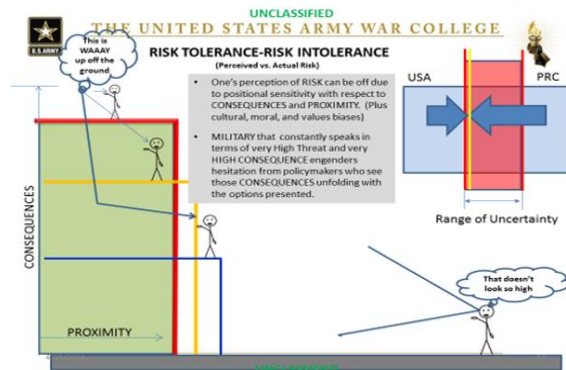 UNCLASSIFIED
THE UNITED STATES ARMY WAR COLLEGE
U.S.ARMY
This is
WAAAY
up off the
ground
RISK TOLERANCE-RISK INTOLERANCE
(Perceived vs. Actual Risk)
• One's perception of RISK can be off due
to positional sensitivity with respect to
CONSEQUENCES and PROXIMITY. (Plus
cultural, moral, and values biases)
• MILITARY that constantly speaks in
terms of very High Threat and very
HIGH CONSEQUENCE engenders
hesitation from policymakers who see
those CONSEQUENCES unfolding with
the options presented.
USA
PRC
Range of Uncertainty
CONSEQUENCES
PROXIMITY
That doesn't
look so high
UNCLASSIFIED